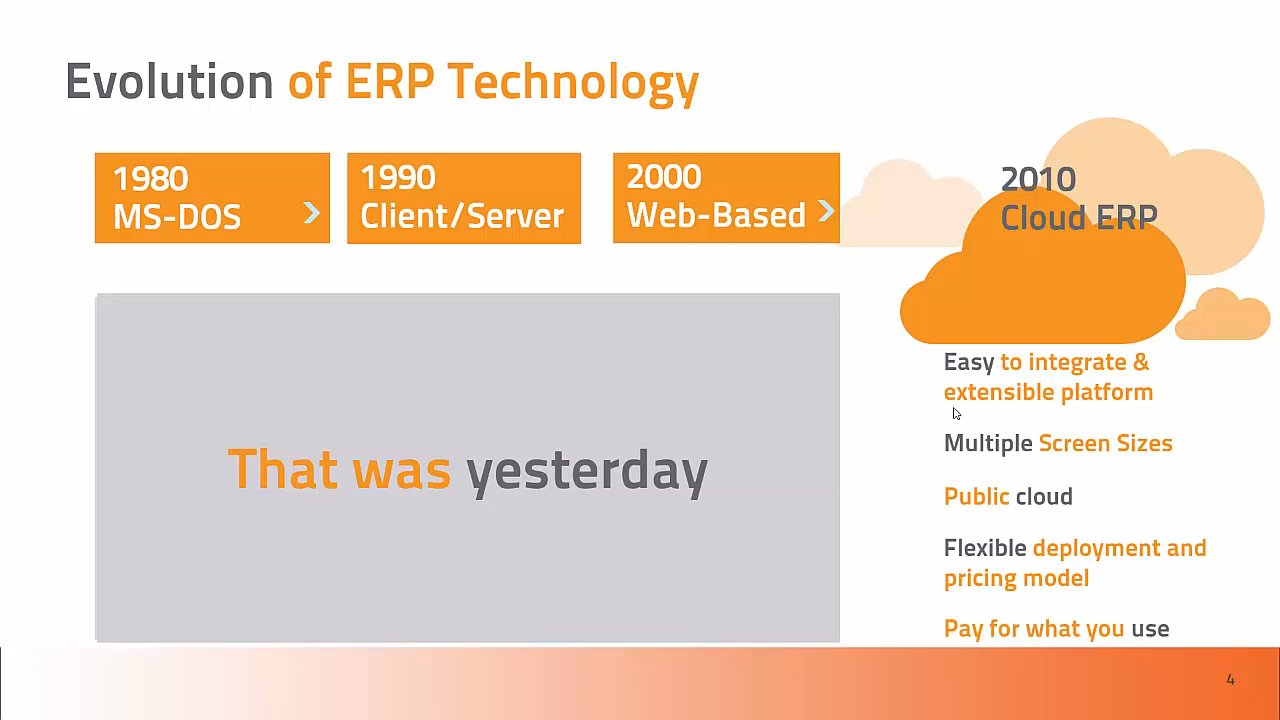 Evolution of ERP Technology
1980
MS-DOS
1990
Client/Server
2000
Web-Based
2010
Cloud ERP
That was yesterday
Easy to integrate &
extensible platform
Multiple Screen Sizes
Public cloud
Flexible deployment and
pricing model
Pay for what you use
4